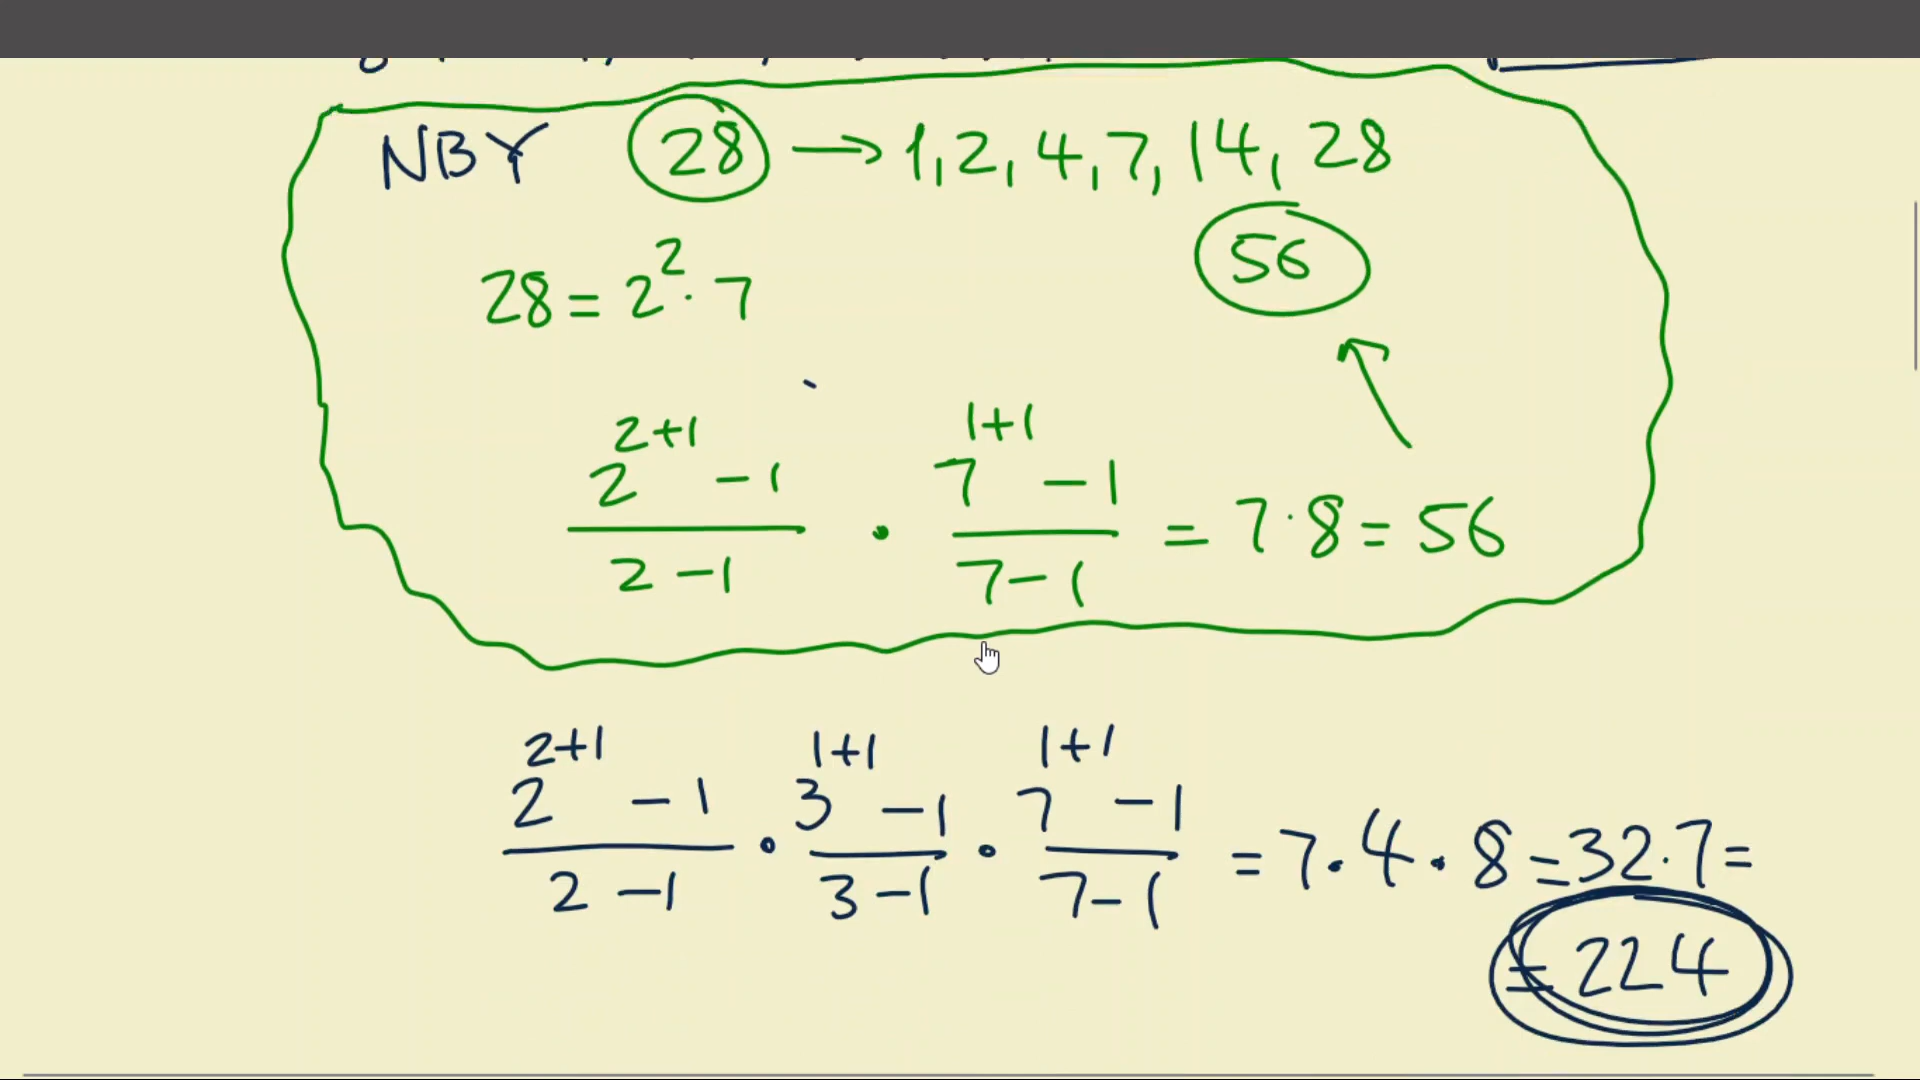 NBY 28 → 1, 2, 4, 7, 14, 28
56
28 = 2² · 7
(2^(2+1) - 1)/(2 - 1) · (7^(1+1) - 1)/(7 - 1) = 7 · 8 = 56
(2^(2+1) - 1)/(2 - 1) · (3^(1+1) - 1)/(3 - 1) · (7^(1+1) - 1)/(7 - 1) = 7 · 4 · 8 = 32 · 7 =
= 224